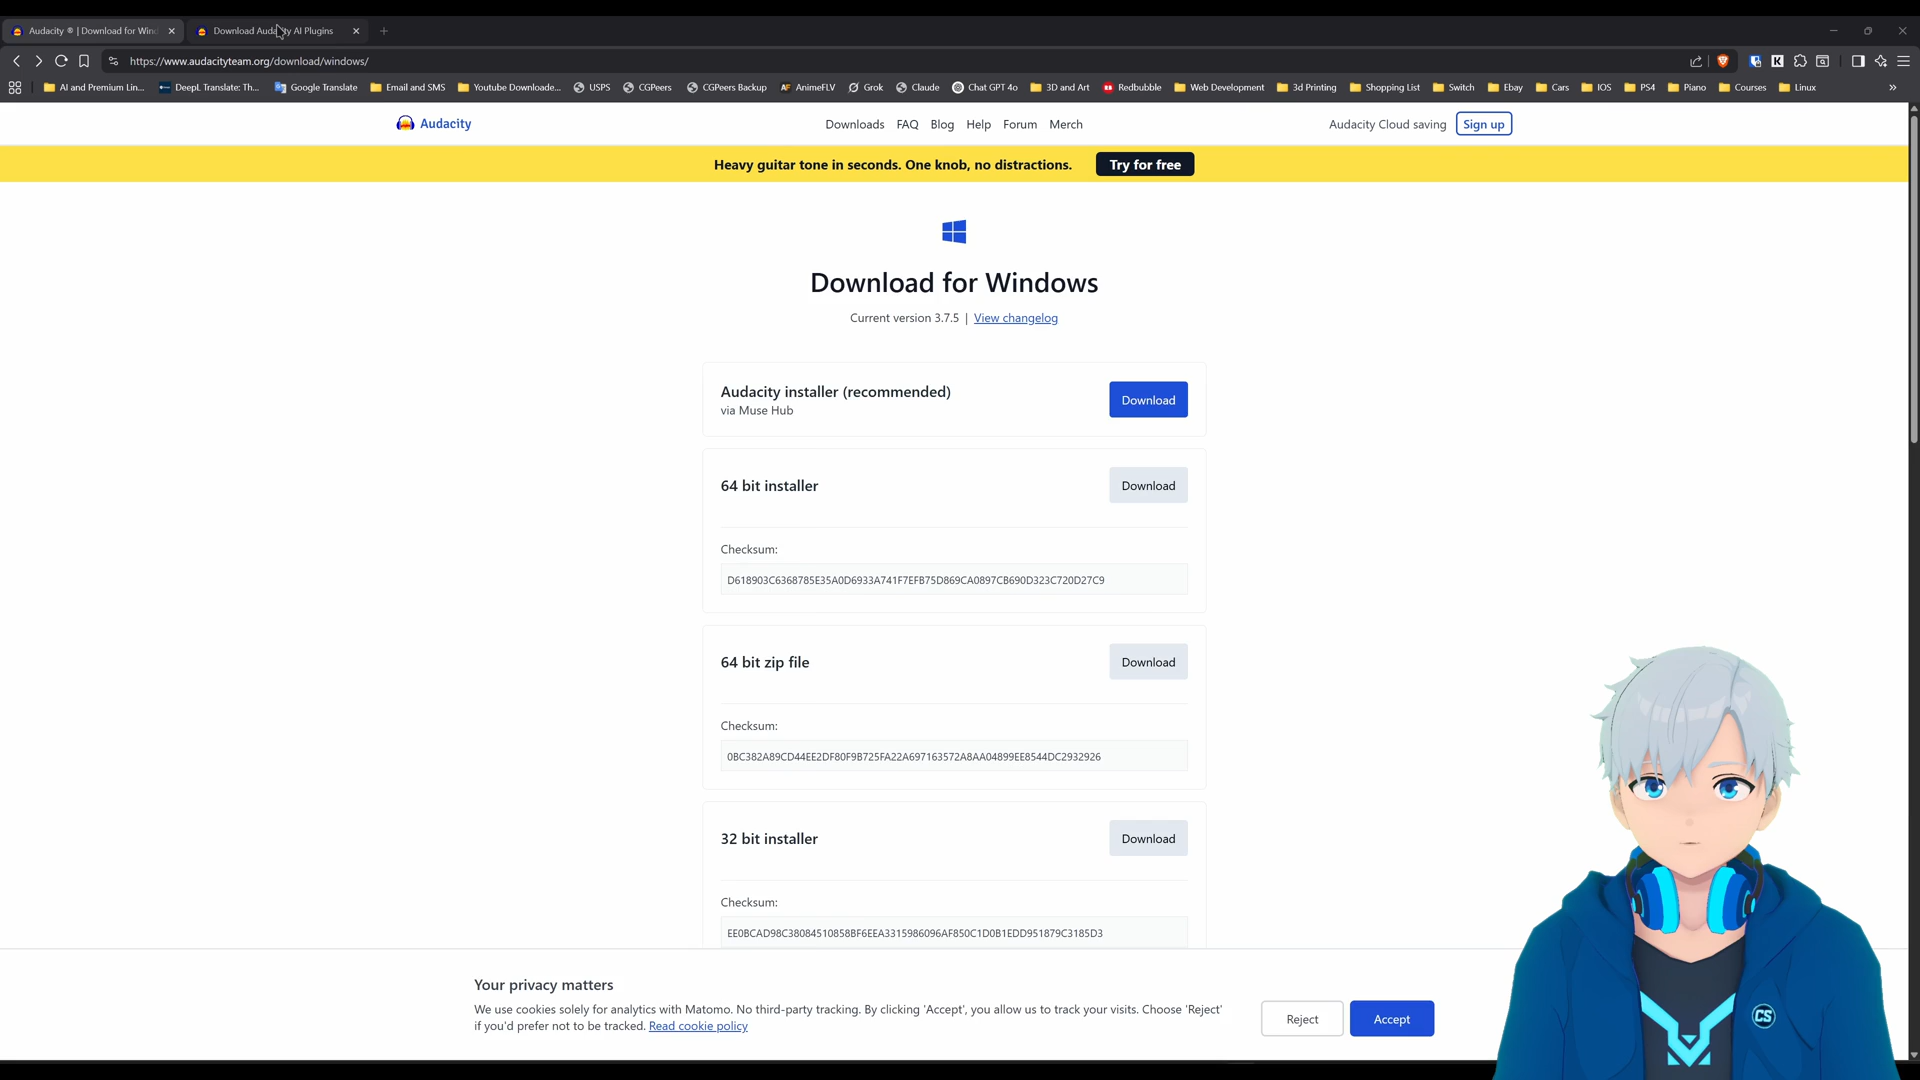 Audacity ® | Download for Win
Download Audacity AI Plugins
https://www.audacityteam.org/download/windows/
AI and Premium Lin...
DeepL Translate: Th...
Google Translate
Email and SMS
Youtube Downloade...
USPS
CGPeers
CGPeers Backup
AnimeFLV
Grok
Claude
Chat GPT 4o
3D and Art
Redbubble
Web Development
3d Printing
Shopping List
Switch
Ebay
Cars
IOS
PS4
Piano
Courses
Linux
Audacity
Downloads
FAQ
Blog
Help
Forum
Merch
Audacity Cloud saving
Sign up
Heavy guitar tone in seconds. One knob, no distractions.
Try for free
Download for Windows
Current version 3.7.5 | View changelog
Audacity installer (recommended)
via Muse Hub
Download
64 bit installer
Download
Checksum:
D618903C6368785E35A0D6933A741F7EFB75D869CA0897CB690D323C720D27C9
64 bit zip file
Download
Checksum:
0BC382A89CD44EE2DF80F9B725FA22A697163572A8AA04899EE8544DC2932926
32 bit installer
Download
Checksum:
EE0BCAD98C38084510858BF6EEA3315986096AF850C1D0B1EDD951879C3185D3
Your privacy matters
We use cookies solely for analytics with Matomo. No third-party tracking. By clicking 'Accept', you allow us to track your visits. Choose 'Reject'
if you'd prefer not to be tracked. Read cookie policy
Reject
Accept
CS